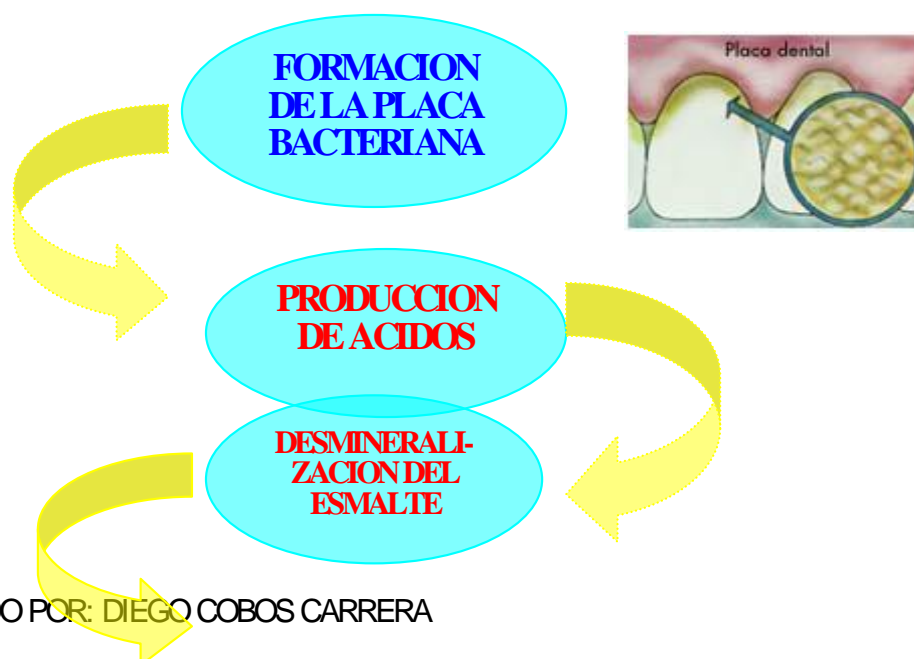 FORMACION
DE LA PLACA
BACTERIANA
Placa dental
PRODUCCION
DE ACIDOS
DESMINERALI-
ZACION DEL
ESMALTE
O POR: DIEGO COBOS CARRERA